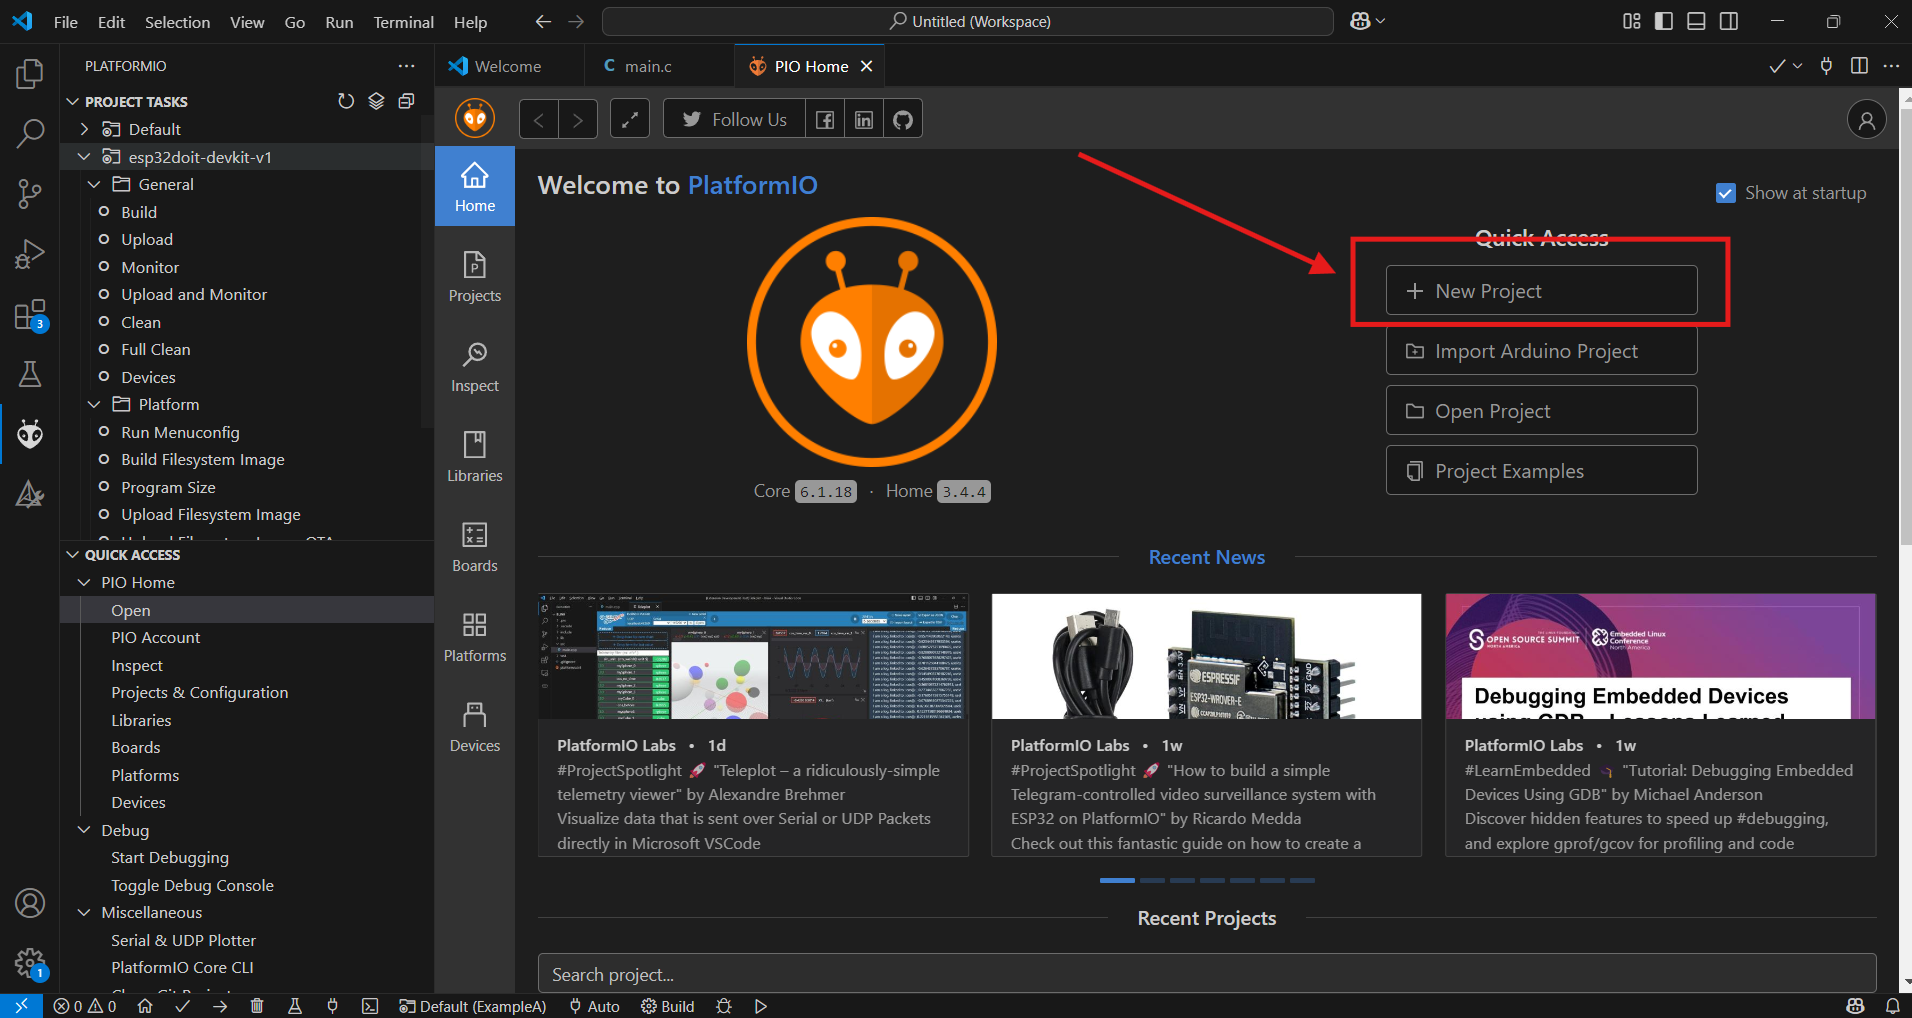 File Edit Selection View Go Run Terminal Help
Untitled (Workspace)
PLATFORMIO
Welcome
main.c
PIO Home
PROJECT TASKS
Default
esp32doit-devkit-v1
General
Build
Upload
Monitor
Upload and Monitor
Clean
Full Clean
Devices
Platform
Run Menuconfig
Build Filesystem Image
Program Size
Upload Filesystem Image
QUICK ACCESS
PIO Home
Open
PIO Account
Inspect
Projects & Configuration
Libraries
Boards
Platforms
Devices
Debug
Start Debugging
Toggle Debug Console
Miscellaneous
Serial & UDP Plotter
PlatformIO Core CLI
3
1
Follow Us
Home
Projects
Inspect
Libraries
Boards
Platforms
Devices
Welcome to PlatformIO
Show at startup
Quick Access
New Project
Import Arduino Project
Open Project
Project Examples
Core 6.1.18 · Home 3.4.4
Recent News
ESPRESSIF
ESP32-WROVER-E
OPEN SOURCE SUMMIT
NORTH AMERICA
Embedded Linux
Conference
North America
Debugging Embedded Devices
using GDB - Lessons Learned
PlatformIO Labs • 1d
#ProjectSpotlight 🚀 "Teleplot – a ridiculously-simple
telemetry viewer" by Alexandre Brehmer
Visualize data that is sent over Serial or UDP Packets
directly in Microsoft VSCode
PlatformIO Labs • 1w
#ProjectSpotlight 🚀 "How to build a simple
Telegram-controlled video surveillance system with
ESP32 on PlatformIO" by Ricardo Medda
Check out this fantastic guide on how to create a
PlatformIO Labs • 1w
#LearnEmbedded "Tutorial: Debugging Embedded
Devices Using GDB" by Michael Anderson
Discover hidden features to speed up #debugging,
and explore gprof/gcov for profiling and code
Recent Projects
Search project...
0 0 Default (ExampleA) Auto Build